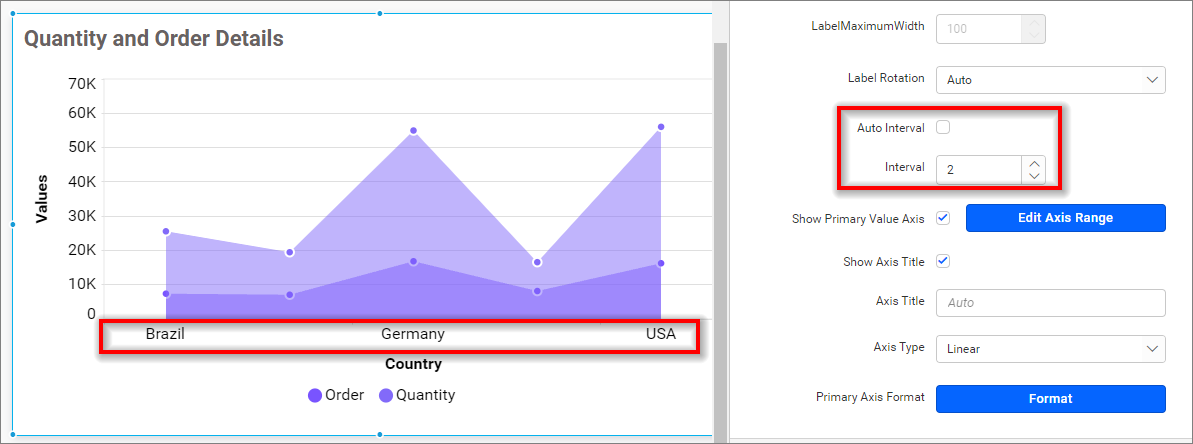 Quantity and Order Details
70K
60K
50K
40K
30K
20K
10K
0
Values
Brazil Germany USA
Country
Order Quantity
LabelMaximumWidth 100
Label Rotation Auto
Auto Interval
Interval 2
Show Primary Value Axis Edit Axis Range
Show Axis Title
Axis Title Auto
Axis Type Linear
Primary Axis Format Format